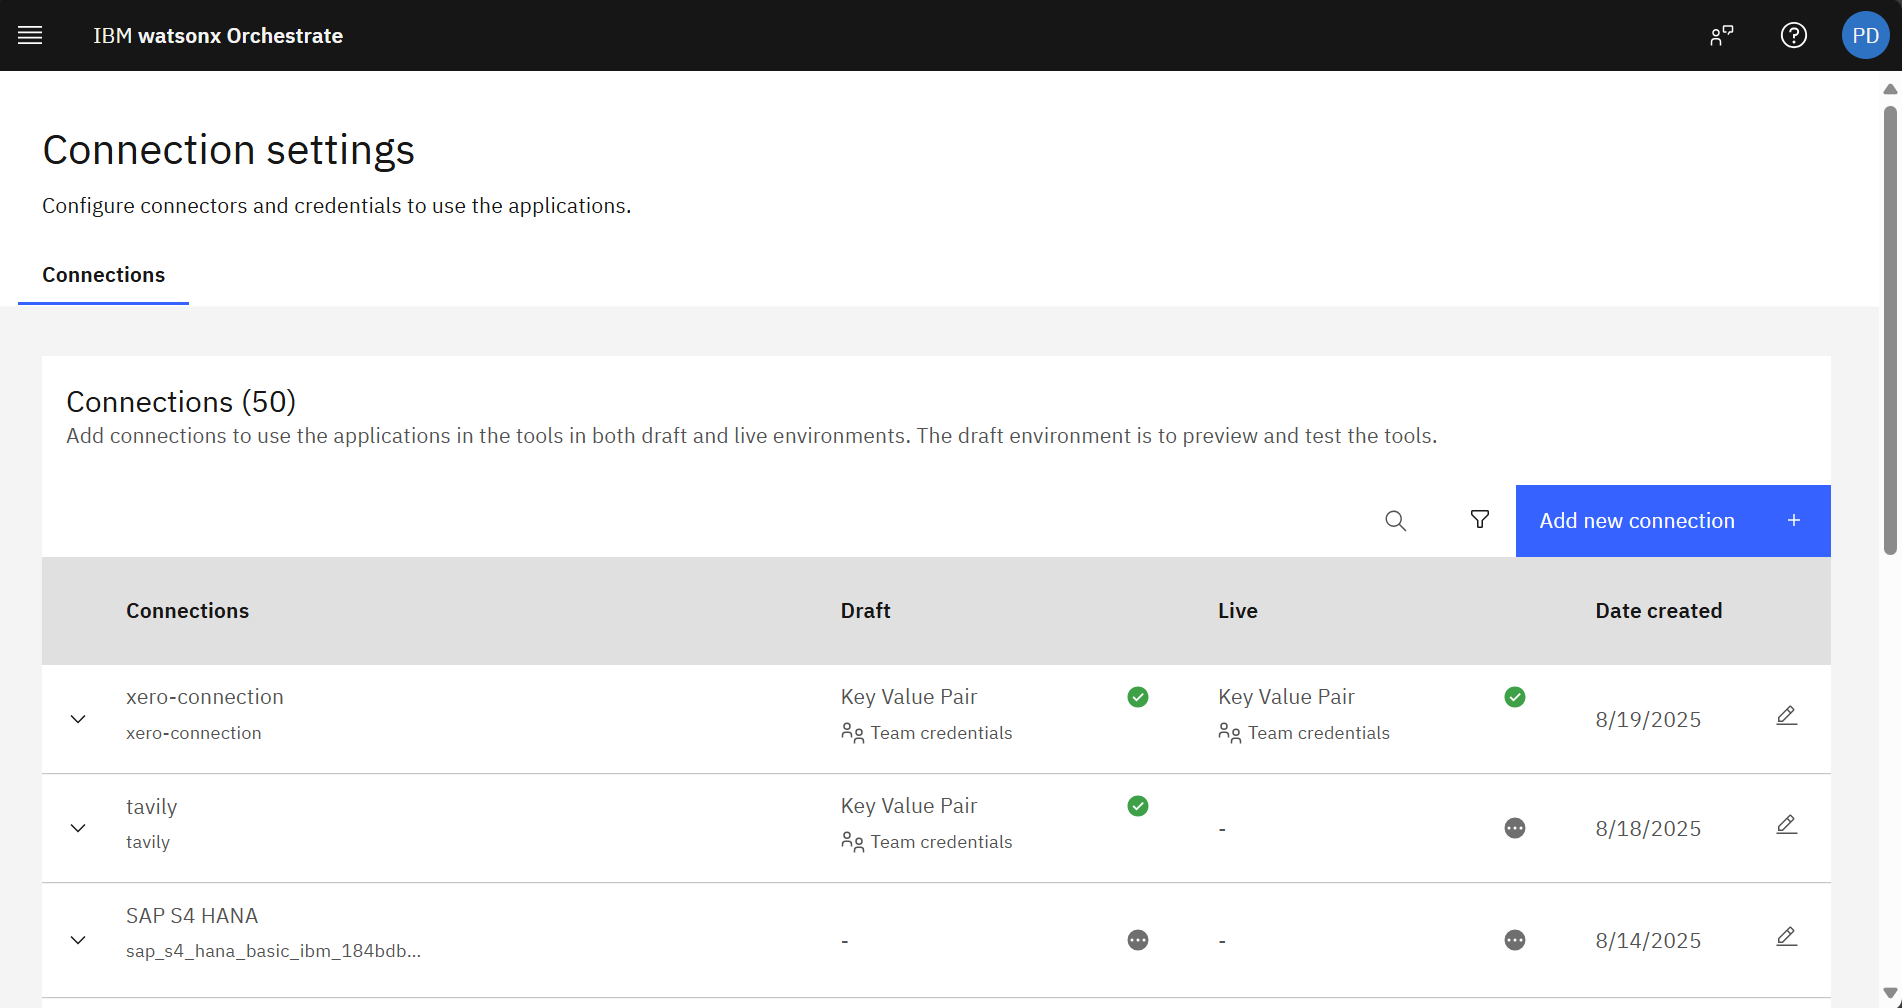 IBM watsonx Orchestrate
PD
Connection settings
Configure connectors and credentials to use the applications.
Connections
Connections (50)
Add connections to use the applications in the tools in both draft and live environments. The draft environment is to preview and test the tools.
Add new connection +
Connections Draft Live Date created
xero-connection Key Value Pair Key Value Pair
xero-connection Team credentials Team credentials 8/19/2025
tavily Key Value Pair
tavily Team credentials - 8/18/2025
SAP S4 HANA
sap_s4_hana_basic_ibm_184bdb... - - 8/14/2025